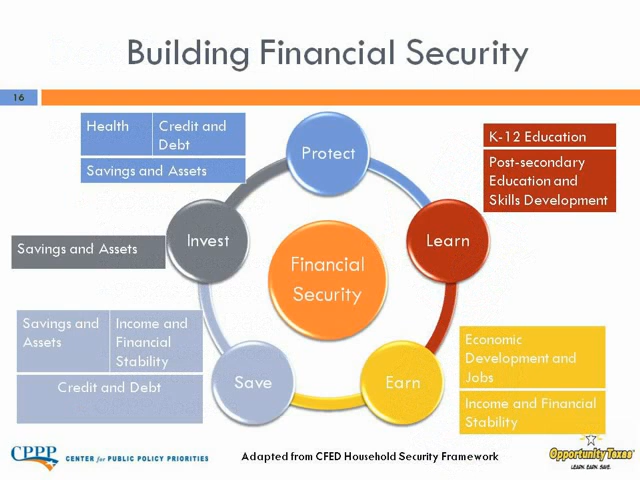 Building Financial Security
16
Health
Credit and
Debt
Savings and Assets
Protect
K-12 Education
Post-secondary
Education and
Skills Development
Invest
Learn
Savings and Assets
Financial
Security
Savings and
Assets
Income and
Financial
Stability
Credit and Debt
Save
Earn
Economic
Development and
Jobs
Income and Financial
Stability
CPPP CENTER for PUBLIC POLICY PRIORITIES
Adapted from CFED Household Security Framework
Opportunity Texas
LEARN. EARN. SAVE.